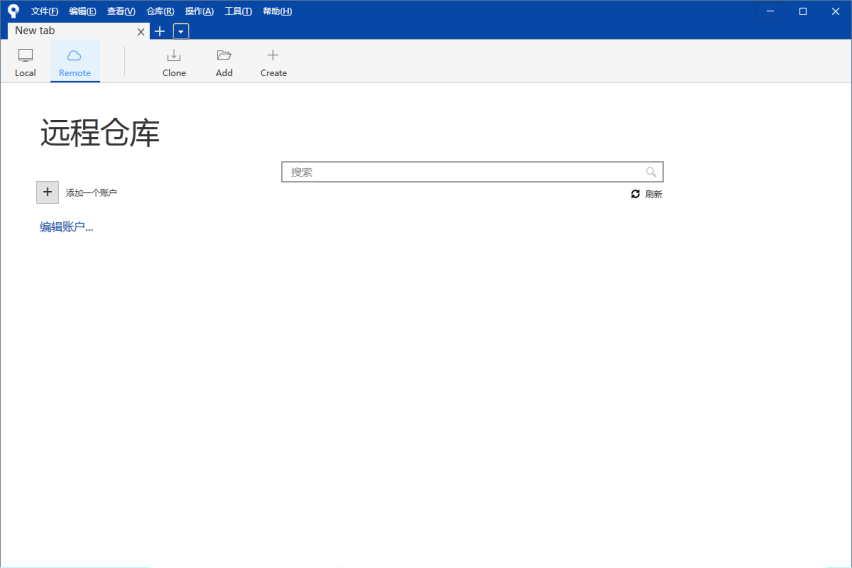 文件(F) 编辑(E) 查看(V) 仓库(R) 操作(A) 工具(T) 帮助(H)
New tab
Local Remote Clone Add Create
远程仓库
搜索
添加一个账户
刷新
编辑账户...